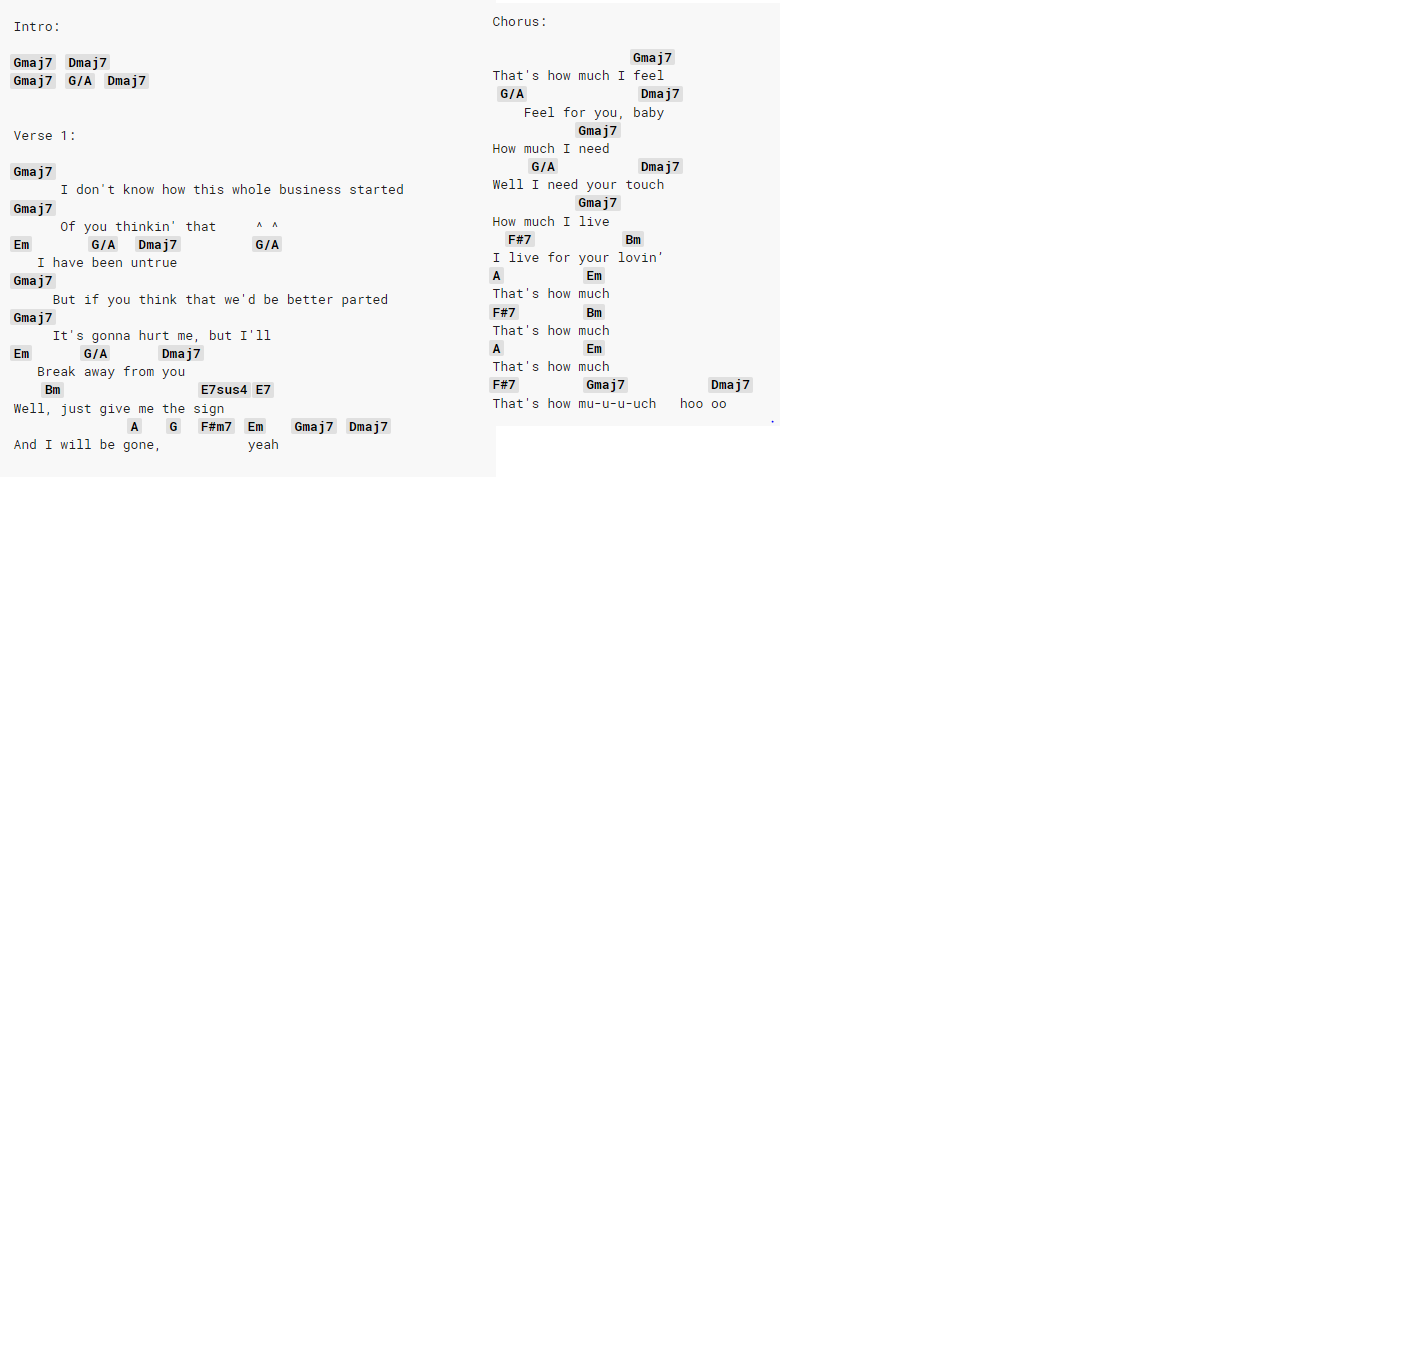 Intro:
Gmaj7 Dmaj7
Gmaj7 G/A Dmaj7
Verse 1:
Gmaj7
I don't know how this whole business started
Gmaj7
Of you thinkin' that ^ ^
Em G/A Dmaj7 G/A
I have been untrue
Gmaj7
But if you think that we'd be better parted
Gmaj7
It's gonna hurt me, but I'll
Em G/A Dmaj7
Break away from you
Bm E7sus4 E7
Well, just give me the sign
A G F#m7 Em Gmaj7 Dmaj7
And I will be gone, yeah
Chorus:
Gmaj7
That's how much I feel
G/A Dmaj7
Feel for you, baby
Gmaj7
How much I need
G/A Dmaj7
Well I need your touch
Gmaj7
How much I live
F#7 Bm
I live for your lovin’
A Em
That's how much
F#7 Bm
That's how much
A Em
That's how much
F#7 Gmaj7 Dmaj7
That's how mu-u-u-uch hoo oo